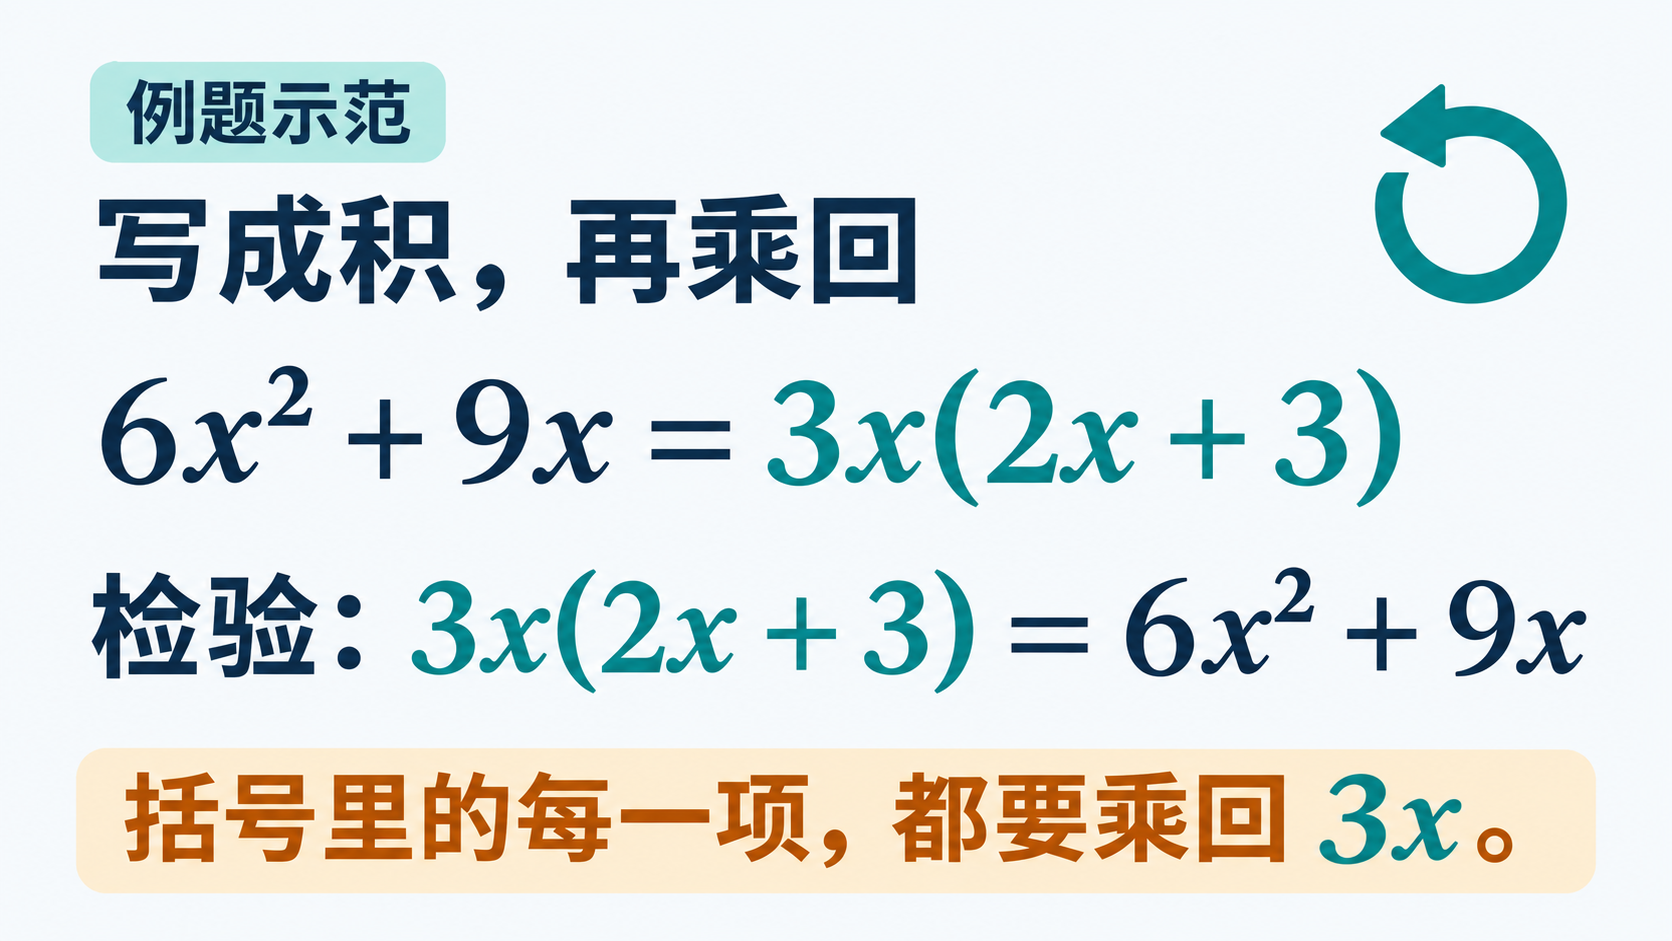 例题示范
写成积，再乘回
6x² + 9x = 3x(2x + 3)
检验：3x(2x + 3) = 6x² + 9x
括号里的每一项，都要乘回 3x。